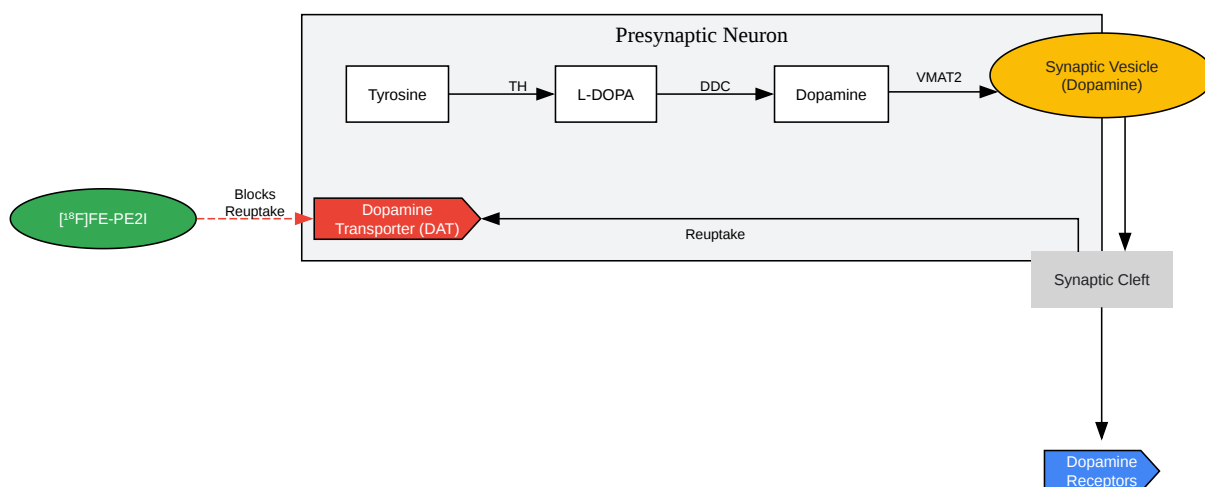 Presynaptic Neuron
Tyrosine
TH
L-DOPA
DDC
Dopamine
VMAT2
Synaptic Vesicle
(Dopamine)
[¹⁸F]FE-PE2I
Blocks
Reuptake
Dopamine
Transporter (DAT)
Reuptake
Synaptic Cleft
Dopamine
Receptors